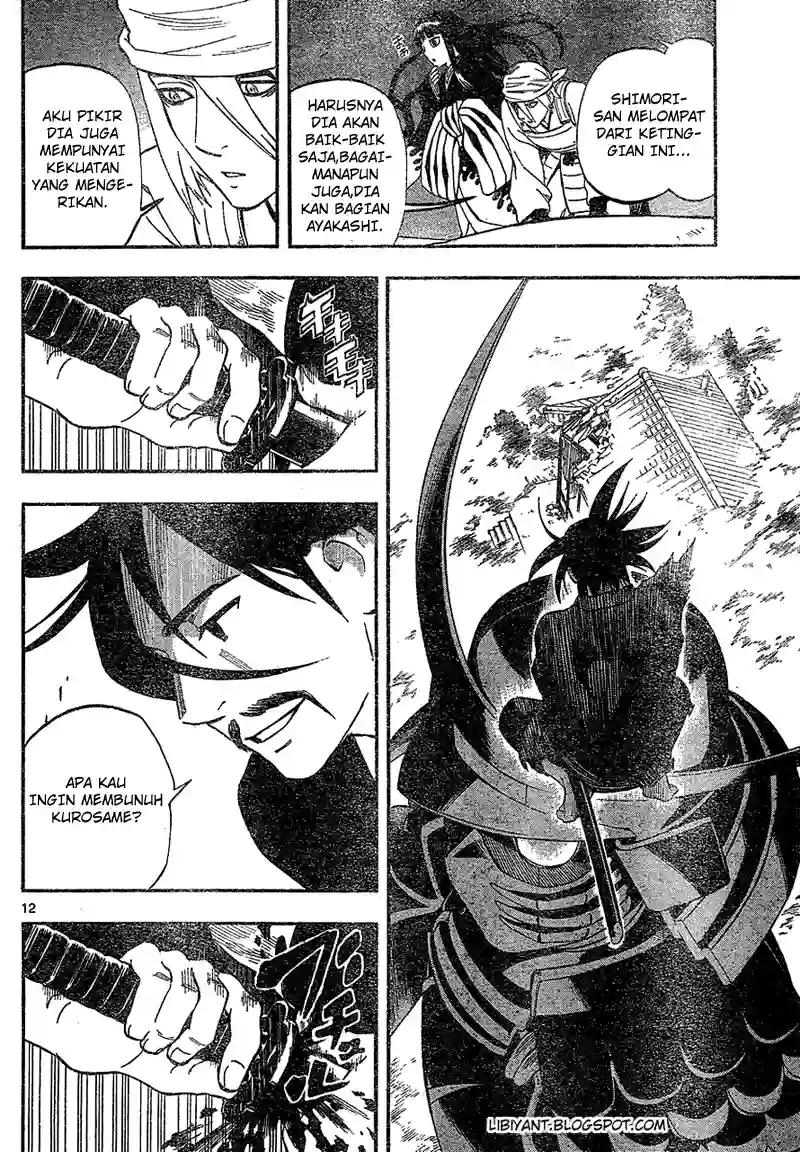 SHIMORI-
SAN MELOMPAT
DARI KETING-
GIAN INI...
HARUSNYA
DIA AKAN
BAIK-BAIK
SAJA,BAGAI-
MANAPUN
JUGA,DIA
KAN BAGIAN
AYAKASHI.
AKU PIKIR
DIA JUGA
MEMPUNYAI
KEKUATAN
YANG MENGE-
RIKAN.
APA KAU
INGIN MEMBUNUH
KUROSAME?
12
LIBIYANT.BLOGSPOT.COM